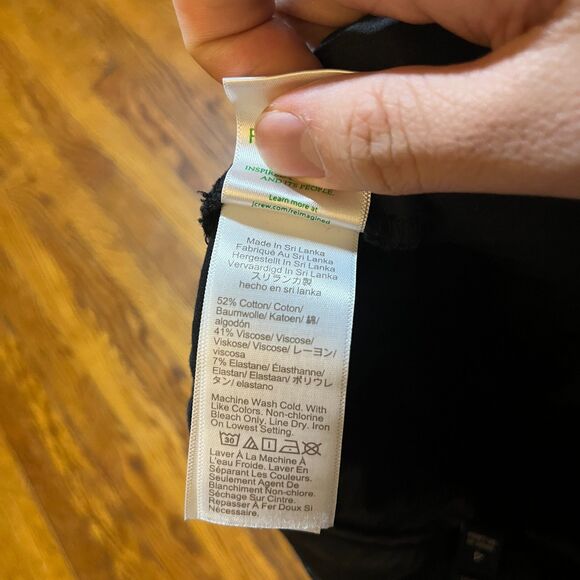 INSPIRE
AND ITS PEOPLE.
Learn more at
jcrew.com/reimagined
Made In Sri Lanka
Fabriqué Au Sri Lanka
Hergestellt In Sri Lanka
Vervaardigd In Sri Lanka
スリランカ製
hecho en sri lanka
52% Cotton/ Coton/
Baumwolle/ Katoen/ 綿/
algodón
41% Viscose/ Viscose/
Viskose/ Viscose/ レーヨン/
viscosa
7% Elastane/ Élasthanne/
Elastan/ Elastaan/ ポリウレ
タン/ elastano
Machine Wash Cold. With
Like Colors. Non-chlorine
Bleach Only. Line Dry. Iron
On Lowest Setting.
30
Laver À La Machine À
L'eau Froide. Laver En
Séparant Les Couleurs.
Seulement Agent De
Blanchiment Non-chlore.
Séchage Sur Cintre.
Repasser À Fer Doux Si
Nécessaire.